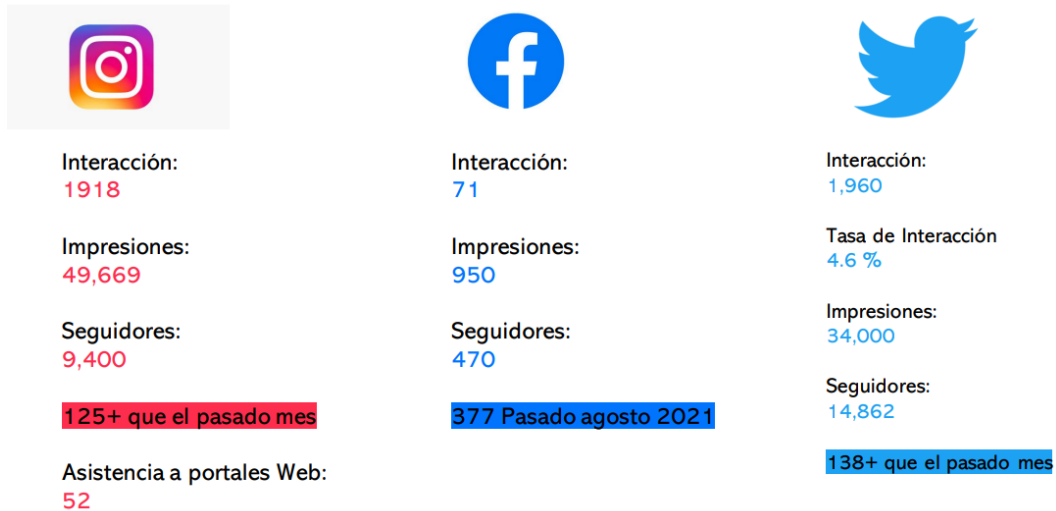 Interacción:
1918
Impresiones:
49,669
Seguidores:
9,400
125+ que el pasado mes
Asistencia a portales Web:
52
Interacción:
71
Impresiones:
950
Seguidores:
470
377 Pasado agosto 2021
Interacción:
1,960
Tasa de Interacción
4.6 %
Impresiones:
34,000
Seguidores:
14,862
138+ que el pasado mes